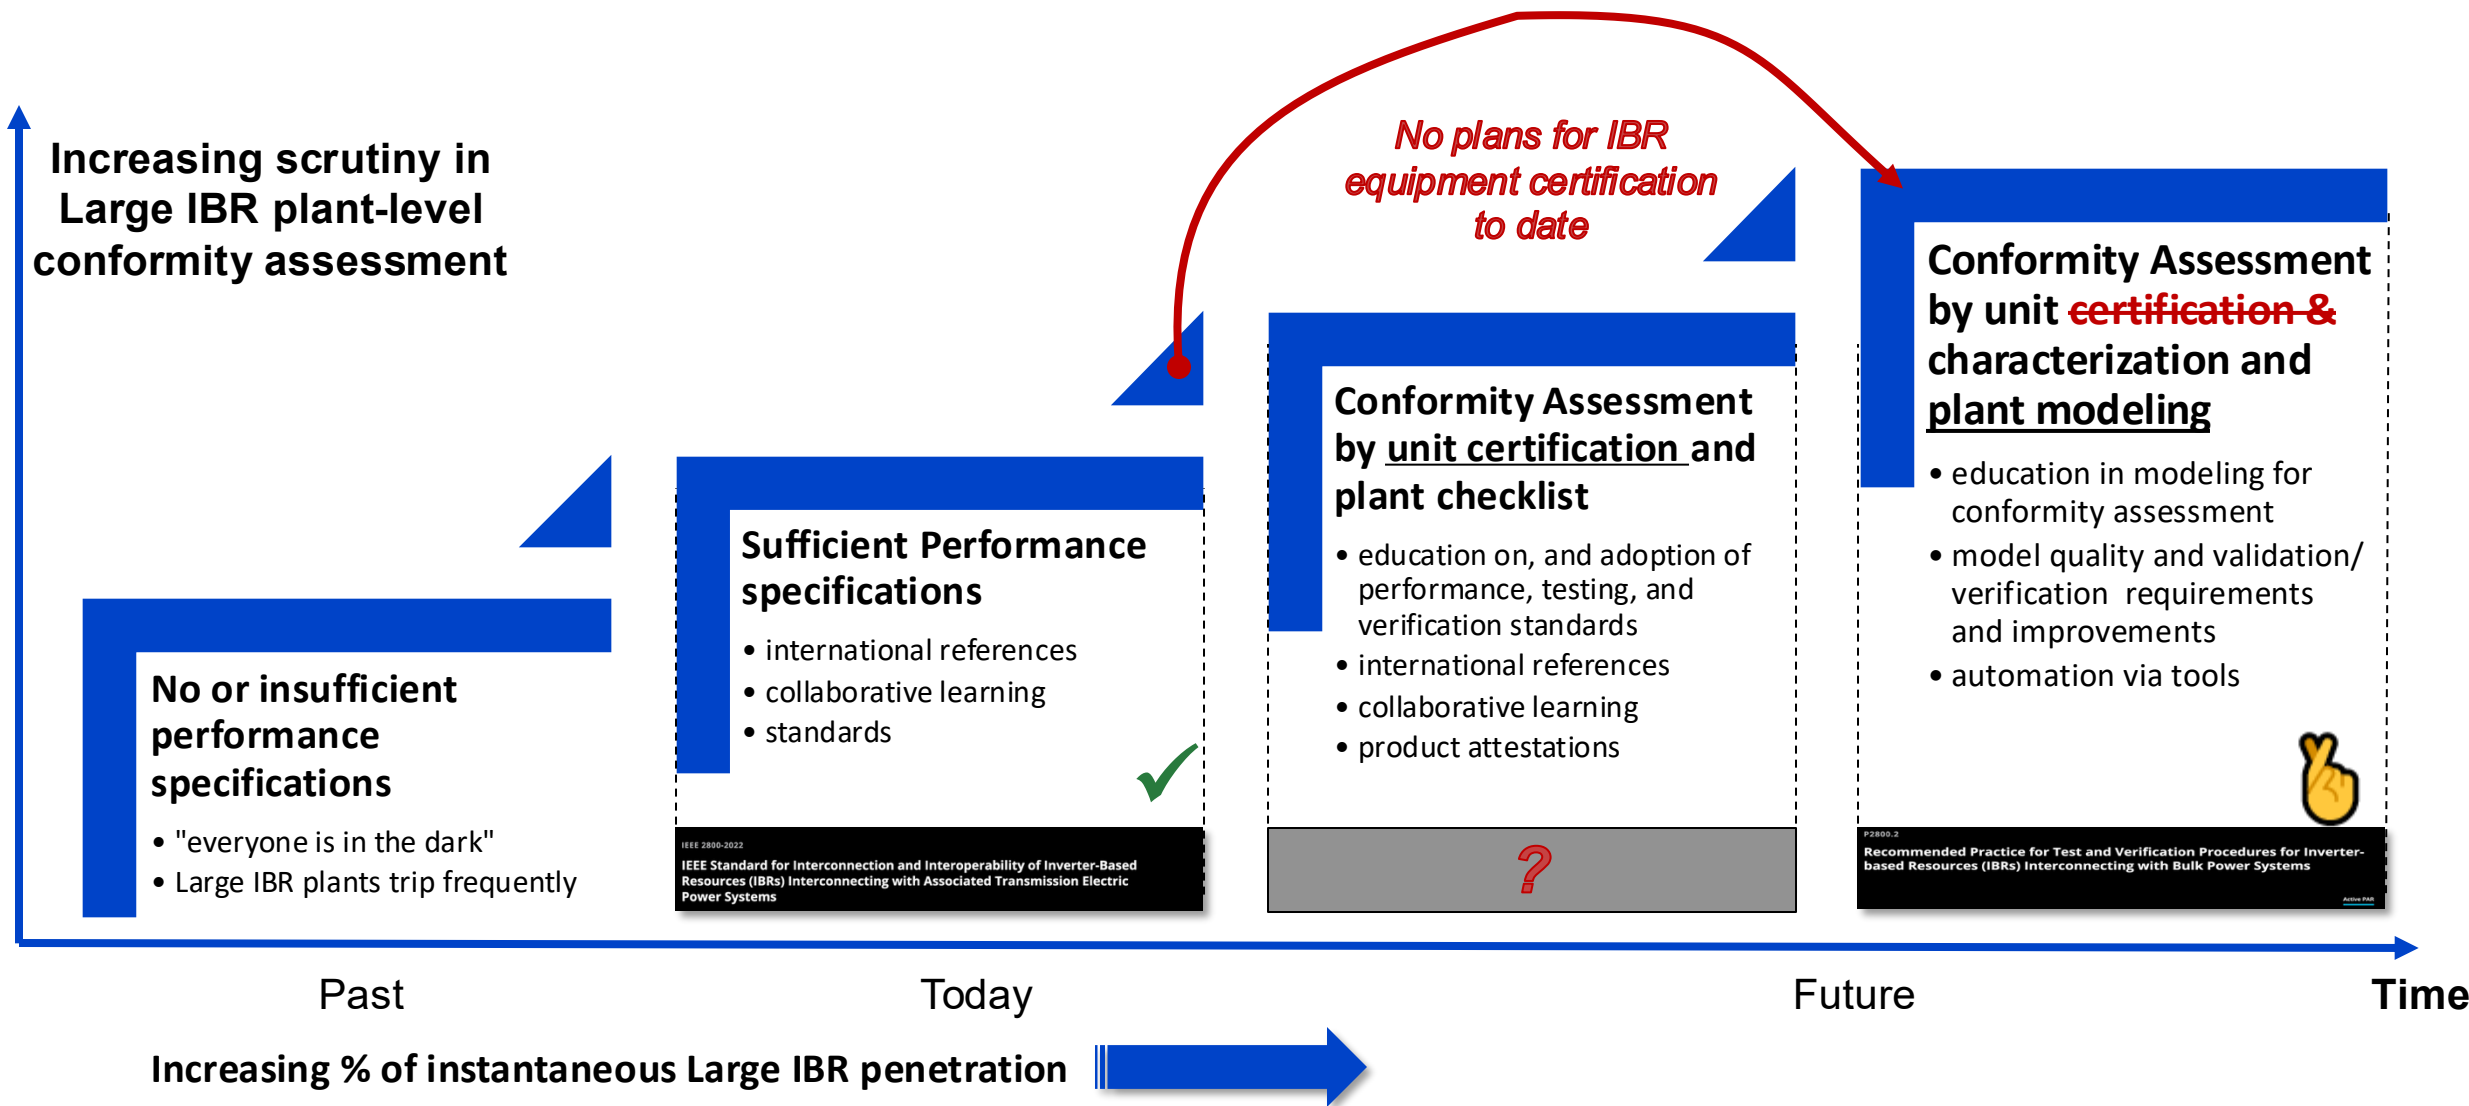 Increasing scrutiny in
Large IBR plant-level
conformity assessment
No plans for IBR
equipment certification
to date
No or insufficient
performance
specifications
• "everyone is in the dark"
• Large IBR plants trip frequently
Sufficient Performance
specifications
• international references
• collaborative learning
• standards
IEEE 2800-2022
IEEE Standard for Interconnection and Interoperability of Inverter-Based
Resources (IBRs) Interconnecting with Associated Transmission Electric
Power Systems
Conformity Assessment
by unit certification and
plant checklist
• education on, and adoption of
performance, testing, and
verification standards
• international references
• collaborative learning
• product attestations
?
Conformity Assessment
by unit certification &
characterization and
plant modeling
• education in modeling for
conformity assessment
• model quality and validation/
verification requirements
and improvements
• automation via tools
P2800.2
Recommended Practice for Test and Verification Procedures for Inverter-
based Resources (IBRs) Interconnecting with Bulk Power Systems
Active PAR
Past
Today
Future
Time
Increasing % of instantaneous Large IBR penetration